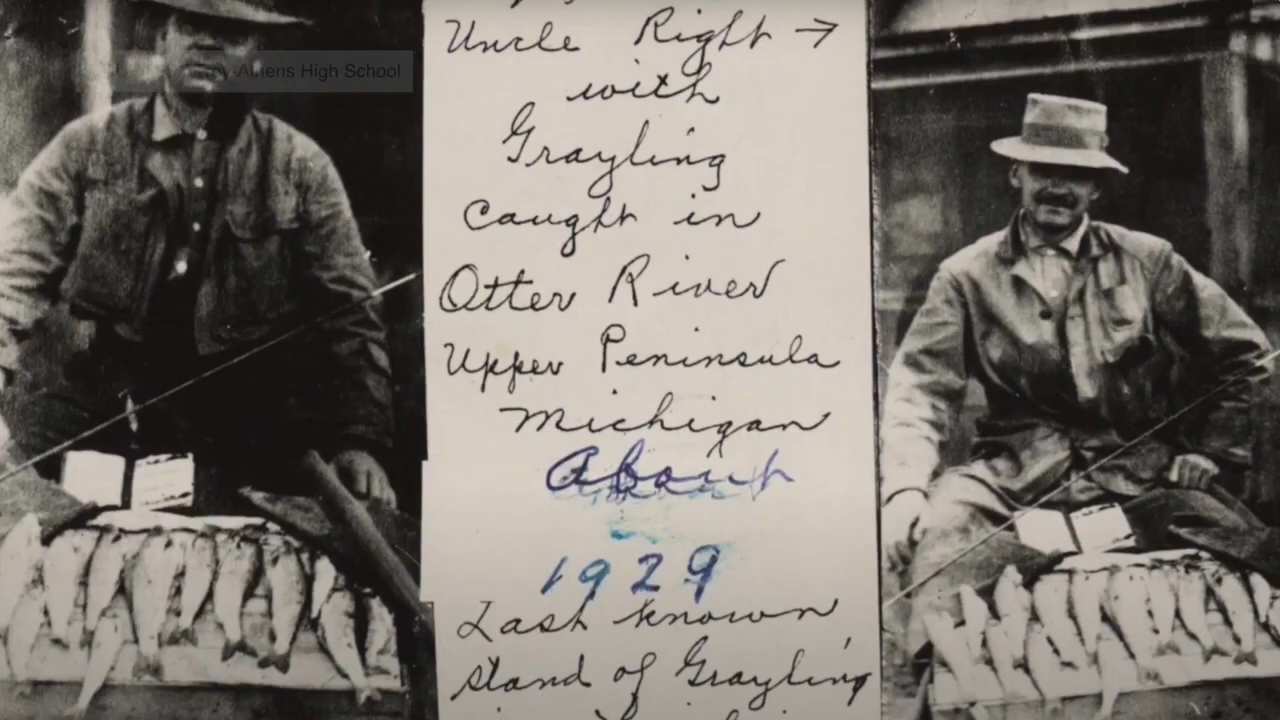 Athens High School
Uncle Right →
with
Grayling
Caught in
Otter River
Upper Peninsula
Michigan
About
1929
Last known
stand of Grayling